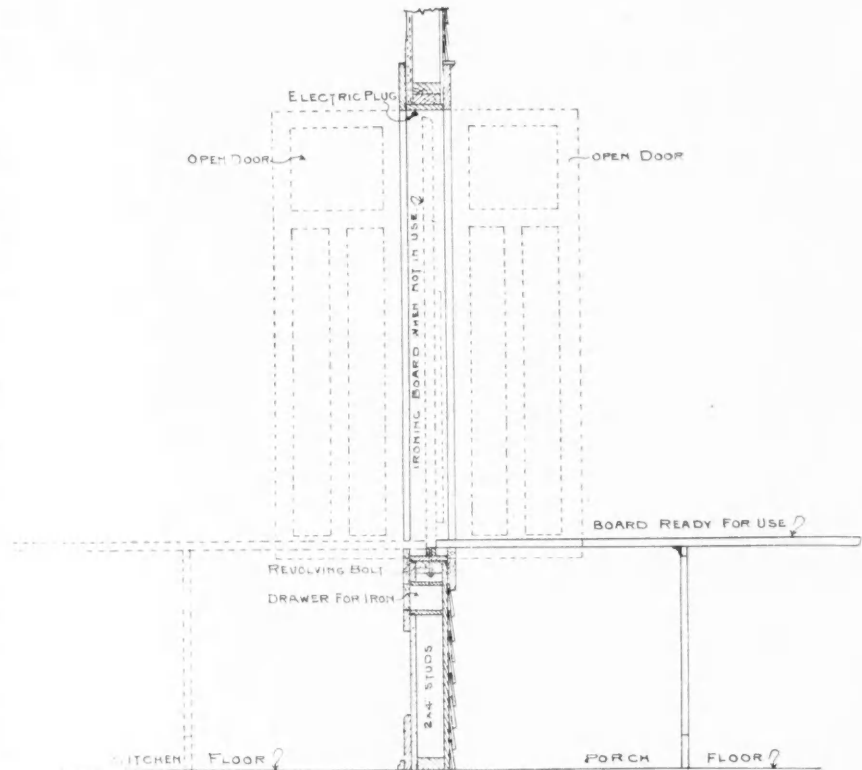 ELECTRIC PLUG
OPEN DOOR
OPEN DOOR
IRONING BOARD WHEN NOT IN USE
BOARD READY FOR USE
REVOLVING BOLT
DRAWER FOR IRON
2x4 STUDS
KITCHEN FLOOR
PORCH FLOOR